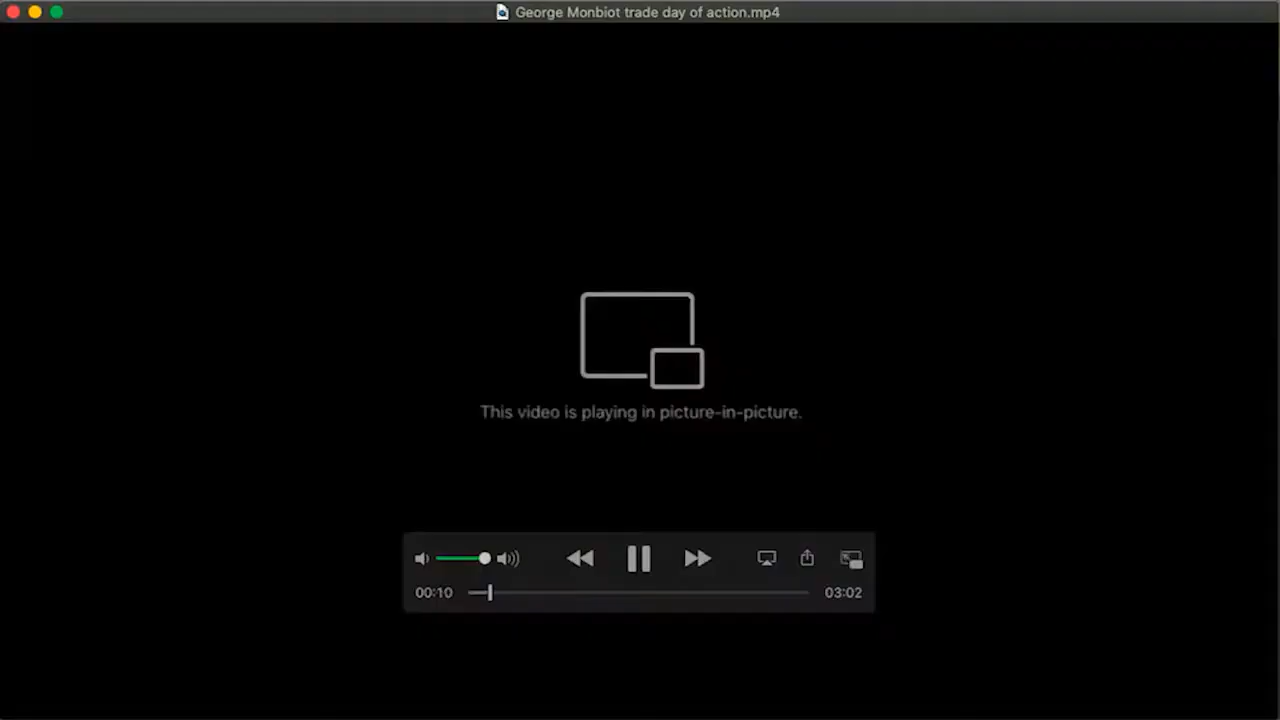 George Monbiot trade day of action.mp4
This video is playing in picture-in-picture.
00:10
03:02